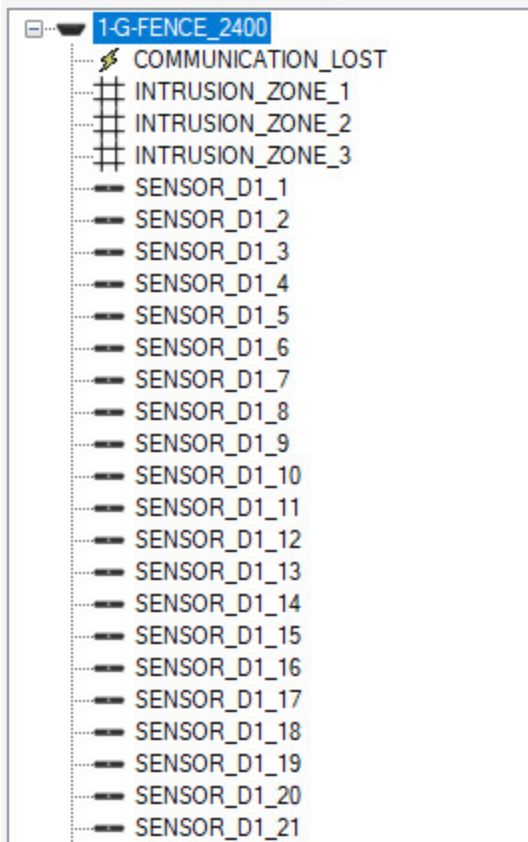 1-G-FENCE_2400
COMMUNICATION_LOST
INTRUSION_ZONE_1
INTRUSION_ZONE_2
INTRUSION_ZONE_3
SENSOR_D1_1
SENSOR_D1_2
SENSOR_D1_3
SENSOR_D1_4
SENSOR_D1_5
SENSOR_D1_6
SENSOR_D1_7
SENSOR_D1_8
SENSOR_D1_9
SENSOR_D1_10
SENSOR_D1_11
SENSOR_D1_12
SENSOR_D1_13
SENSOR_D1_14
SENSOR_D1_15
SENSOR_D1_16
SENSOR_D1_17
SENSOR_D1_18
SENSOR_D1_19
SENSOR_D1_20
SENSOR_D1_21